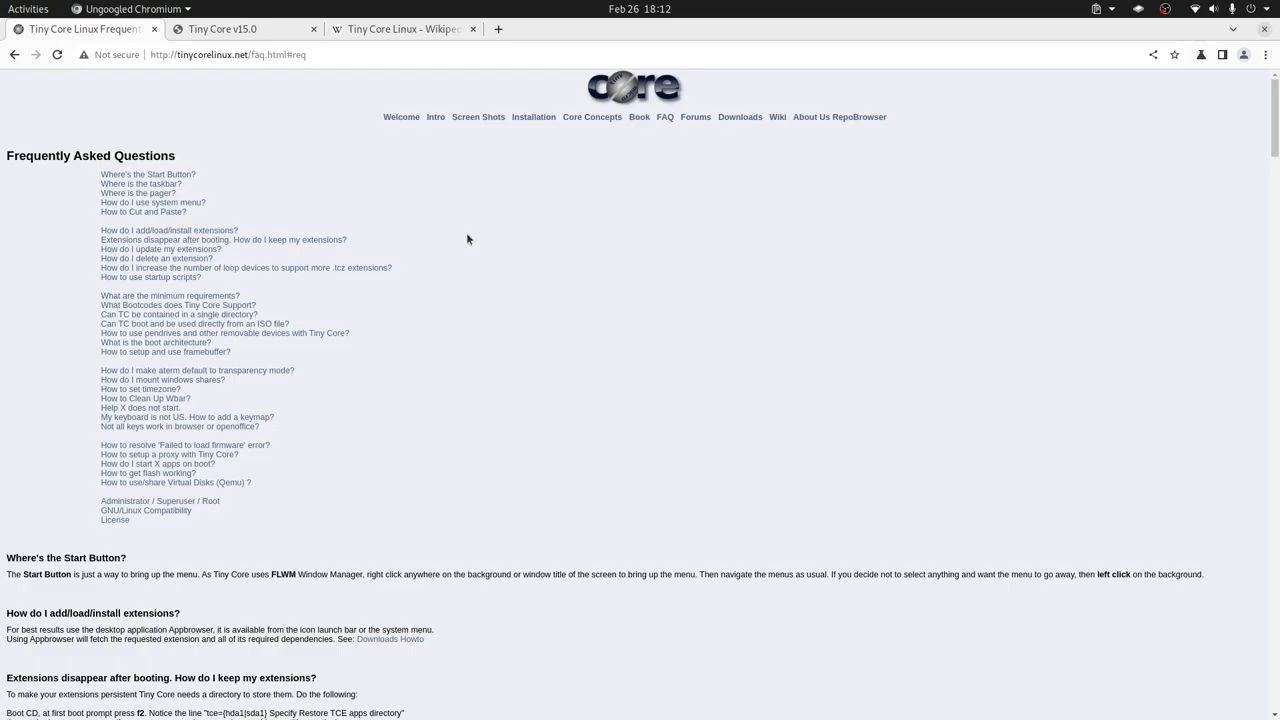 Activities
Ungoogled Chromium
Feb 26 18:12
Tiny Core Linux Frequent
Tiny Core v15.0
Tiny Core Linux - Wikiped
Not secure
http://tinycorelinux.net/faq.html#req
core
Welcome Intro Screen Shots Installation Core Concepts Book FAQ Forums Downloads Wiki About Us RepoBrowser
Frequently Asked Questions
Where's the Start Button?
Where is the taskbar?
Where is the pager?
How do I use system menu?
How to Cut and Paste?
How do I add/load/install extensions?
Extensions disappear after booting. How do I keep my extensions?
How do I update my extensions?
How do I delete an extension?
How do I increase the number of loop devices to support more .tcz extensions?
How to use startup scripts?
What are the minimum requirements?
What Bootcodes does Tiny Core Support?
Can TC be contained in a single directory?
Can TC boot and be used directly from an ISO file?
How to use pendrives and other removable devices with Tiny Core?
What is the boot architecture?
How to setup and use framebuffer?
How do I make aterm default to transparency mode?
How do I mount windows shares?
How to set timezone?
How to Clean Up Wbar?
Help X does not start.
My keyboard is not US. How to add a keymap?
Not all keys work in browser or openoffice?
How to resolve 'Failed to load firmware' error?
How to setup a proxy with Tiny Core?
How do I start X apps on boot?
How to get flash working?
How to use/share Virtual Disks (Qemu) ?
Administrator / Superuser / Root
GNU/Linux Compatibility
License
Where's the Start Button?
The Start Button is just a way to bring up the menu. As Tiny Core uses FLWM Window Manager, right click anywhere on the background or window title of the screen to bring up the menu. Then navigate the menus as usual. If you decide not to select anything and want the menu to go away, then left click on the background.
How do I add/load/install extensions?
For best results use the desktop application Appbrowser, it is available from the icon launch bar or the system menu.
Using Appbrowser will fetch the requested extension and all of its required dependencies. See: Downloads Howto
Extensions disappear after booting. How do I keep my extensions?
To make your extensions persistent Tiny Core needs a directory to store them. Do the following:
Boot CD, at first boot prompt press f2. Notice the line "tce={hda1|sda1} Specify Restore TCE apps directory"